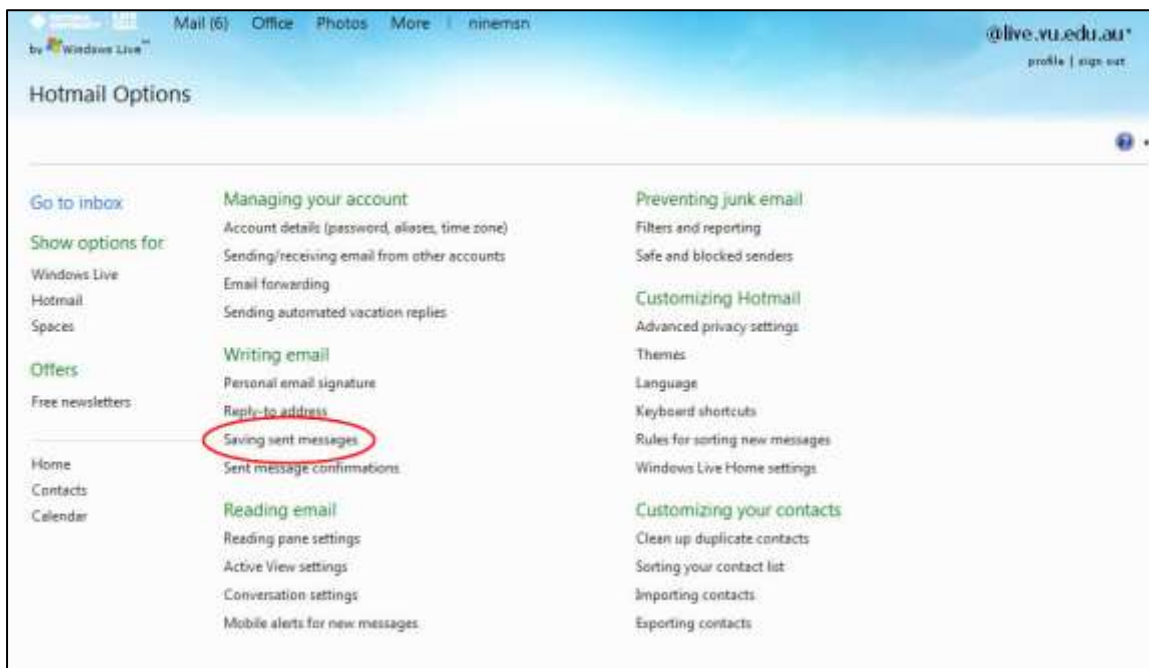 Mail (6) Office Photos More | ninemsn
by Windows Live™
@live.vu.edu.au
profile | sign out
Hotmail Options
Go to inbox
Show options for
Windows Live
Hotmail
Spaces
Offers
Free newsletters
Home
Contacts
Calendar
Managing your account
Account details (password, aliases, time zone)
Sending/receiving email from other accounts
Email forwarding
Sending automated vacation replies
Writing email
Personal email signature
Reply-to address
Saving sent messages
Sent message confirmations
Reading email
Reading pane settings
Active View settings
Conversation settings
Mobile alerts for new messages
Preventing junk email
Filters and reporting
Safe and blocked senders
Customizing Hotmail
Advanced privacy settings
Themes
Language
Keyboard shortcuts
Rules for sorting new messages
Windows Live Home settings
Customizing your contacts
Clean up duplicate contacts
Sorting your contact list
Importing contacts
Exporting contacts